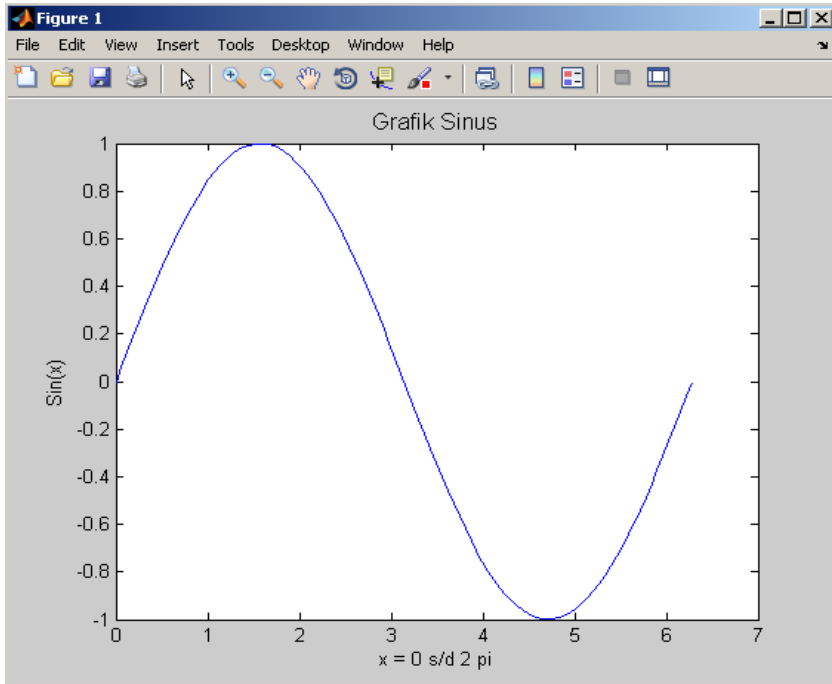 Figure 1
File Edit View Insert Tools Desktop Window Help
Grafik Sinus
1
0.8
0.6
0.4
0.2
0
-0.2
-0.4
-0.6
-0.8
-1
Sin(x)
0 1 2 3 4 5 6 7
x = 0 s/d 2 pi